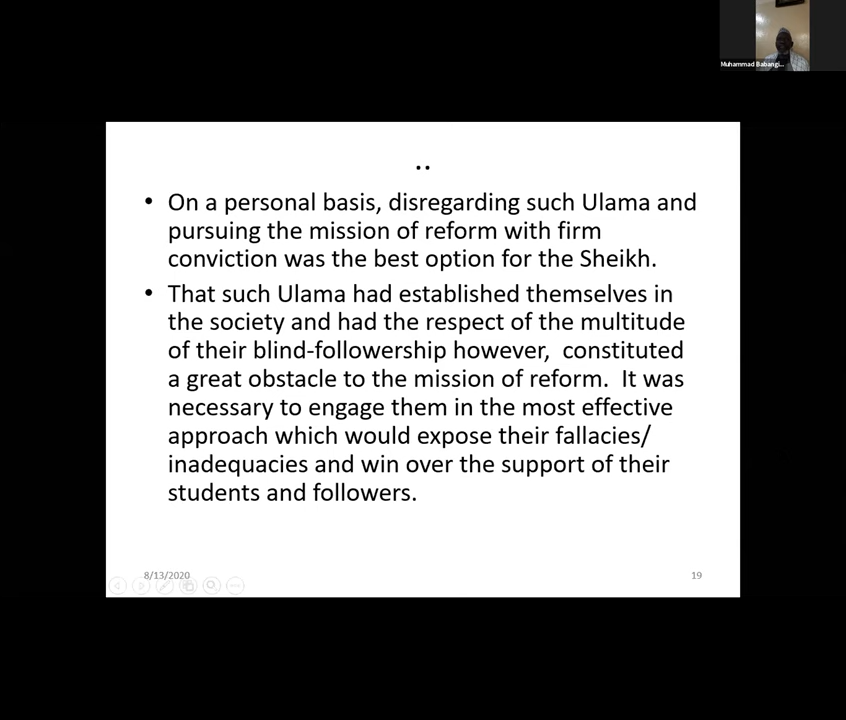 Muhammad Babangi...
..
• On a personal basis, disregarding such Ulama and
pursuing the mission of reform with firm
conviction was the best option for the Sheikh.
• That such Ulama had established themselves in
the society and had the respect of the multitude
of their blind-followership however,  constituted
a great obstacle to the mission of reform.  It was
necessary to engage them in the most effective
approach which would expose their fallacies/
inadequacies and win over the support of their
students and followers.
8/13/2020
19